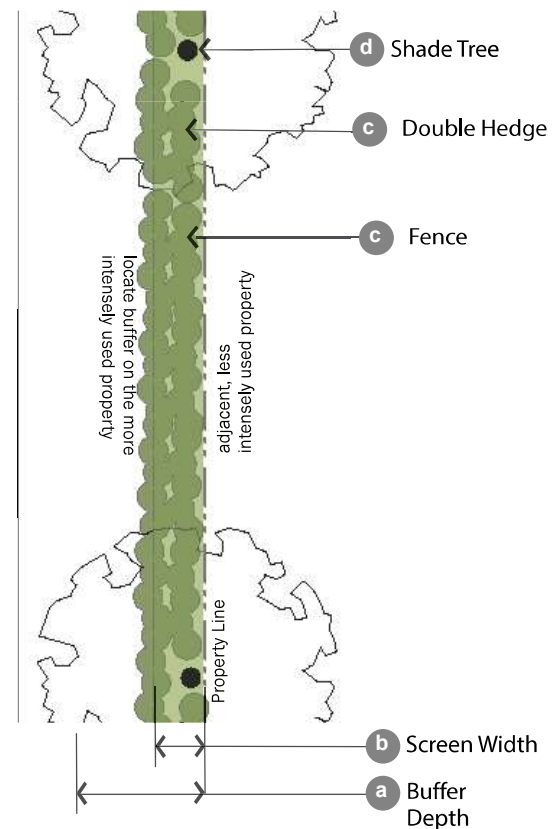 d Shade Tree
c Double Hedge
c Fence
locate buffer on the more
intensely used property
adjacent, less
intensely used property
Property Line
b Screen Width
a Buffer
Depth